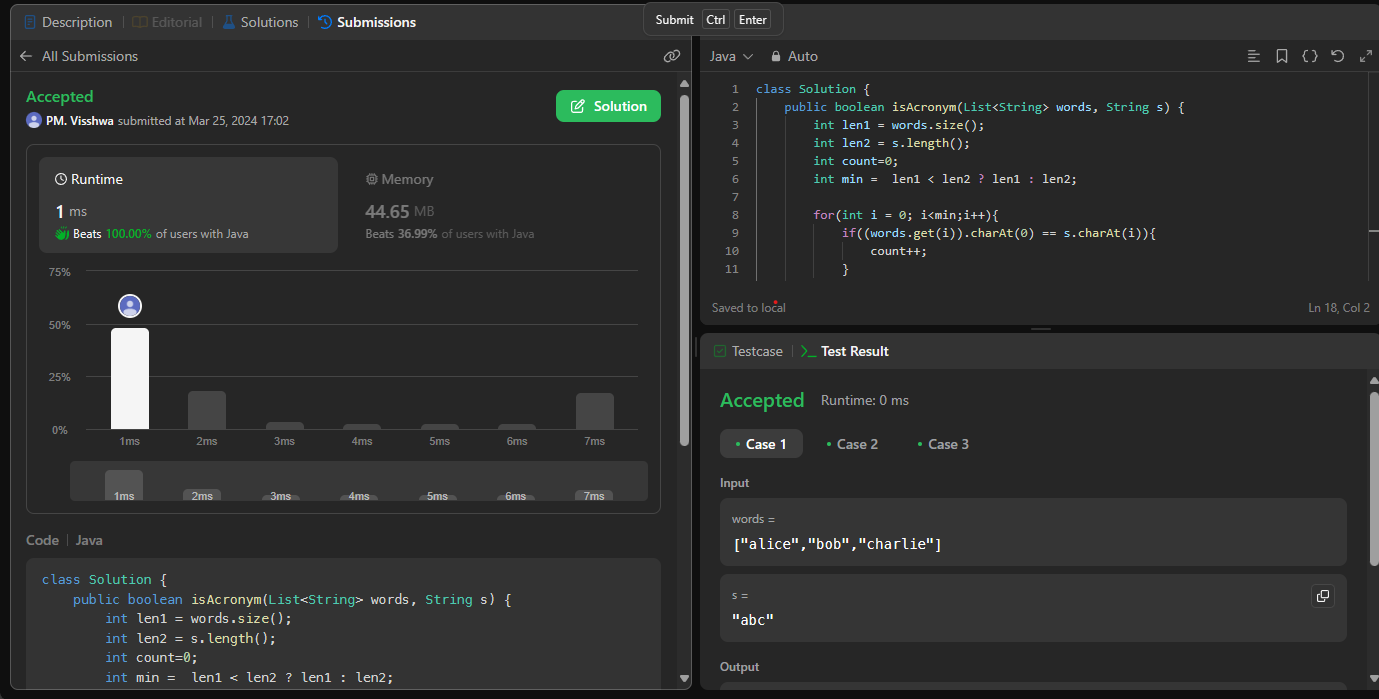 Description | Editorial | Solutions | Submissions
Submit Ctrl Enter
All Submissions
Accepted
PM. Visshwa submitted at Mar 25, 2024 17:02
Solution
Runtime
1 ms
Beats 100.00% of users with Java
Memory
44.65 MB
Beats 36.99% of users with Java
75%
50%
25%
0%
1ms 2ms 3ms 4ms 5ms 6ms 7ms
1ms 2ms 3ms 4ms 5ms 6ms 7ms
Code | Java
class Solution {
public boolean isAcronym(List<String> words, String s) {
int len1 = words.size();
int len2 = s.length();
int count=0;
int min =  len1 < len2 ? len1 : len2;
Java Auto
1 class Solution {
2 public boolean isAcronym(List<String> words, String s) {
3 int len1 = words.size();
4 int len2 = s.length();
5 int count=0;
6 int min =  len1 < len2 ? len1 : len2;
7
8 for(int i = 0; i<min;i++){
9 if((words.get(i)).charAt(0) == s.charAt(i)){
10 count++;
11 }
Saved to local
Ln 18, Col 2
Testcase | Test Result
Accepted Runtime: 0 ms
Case 1 Case 2 Case 3
Input
words =
["alice","bob","charlie"]
s =
"abc"
Output